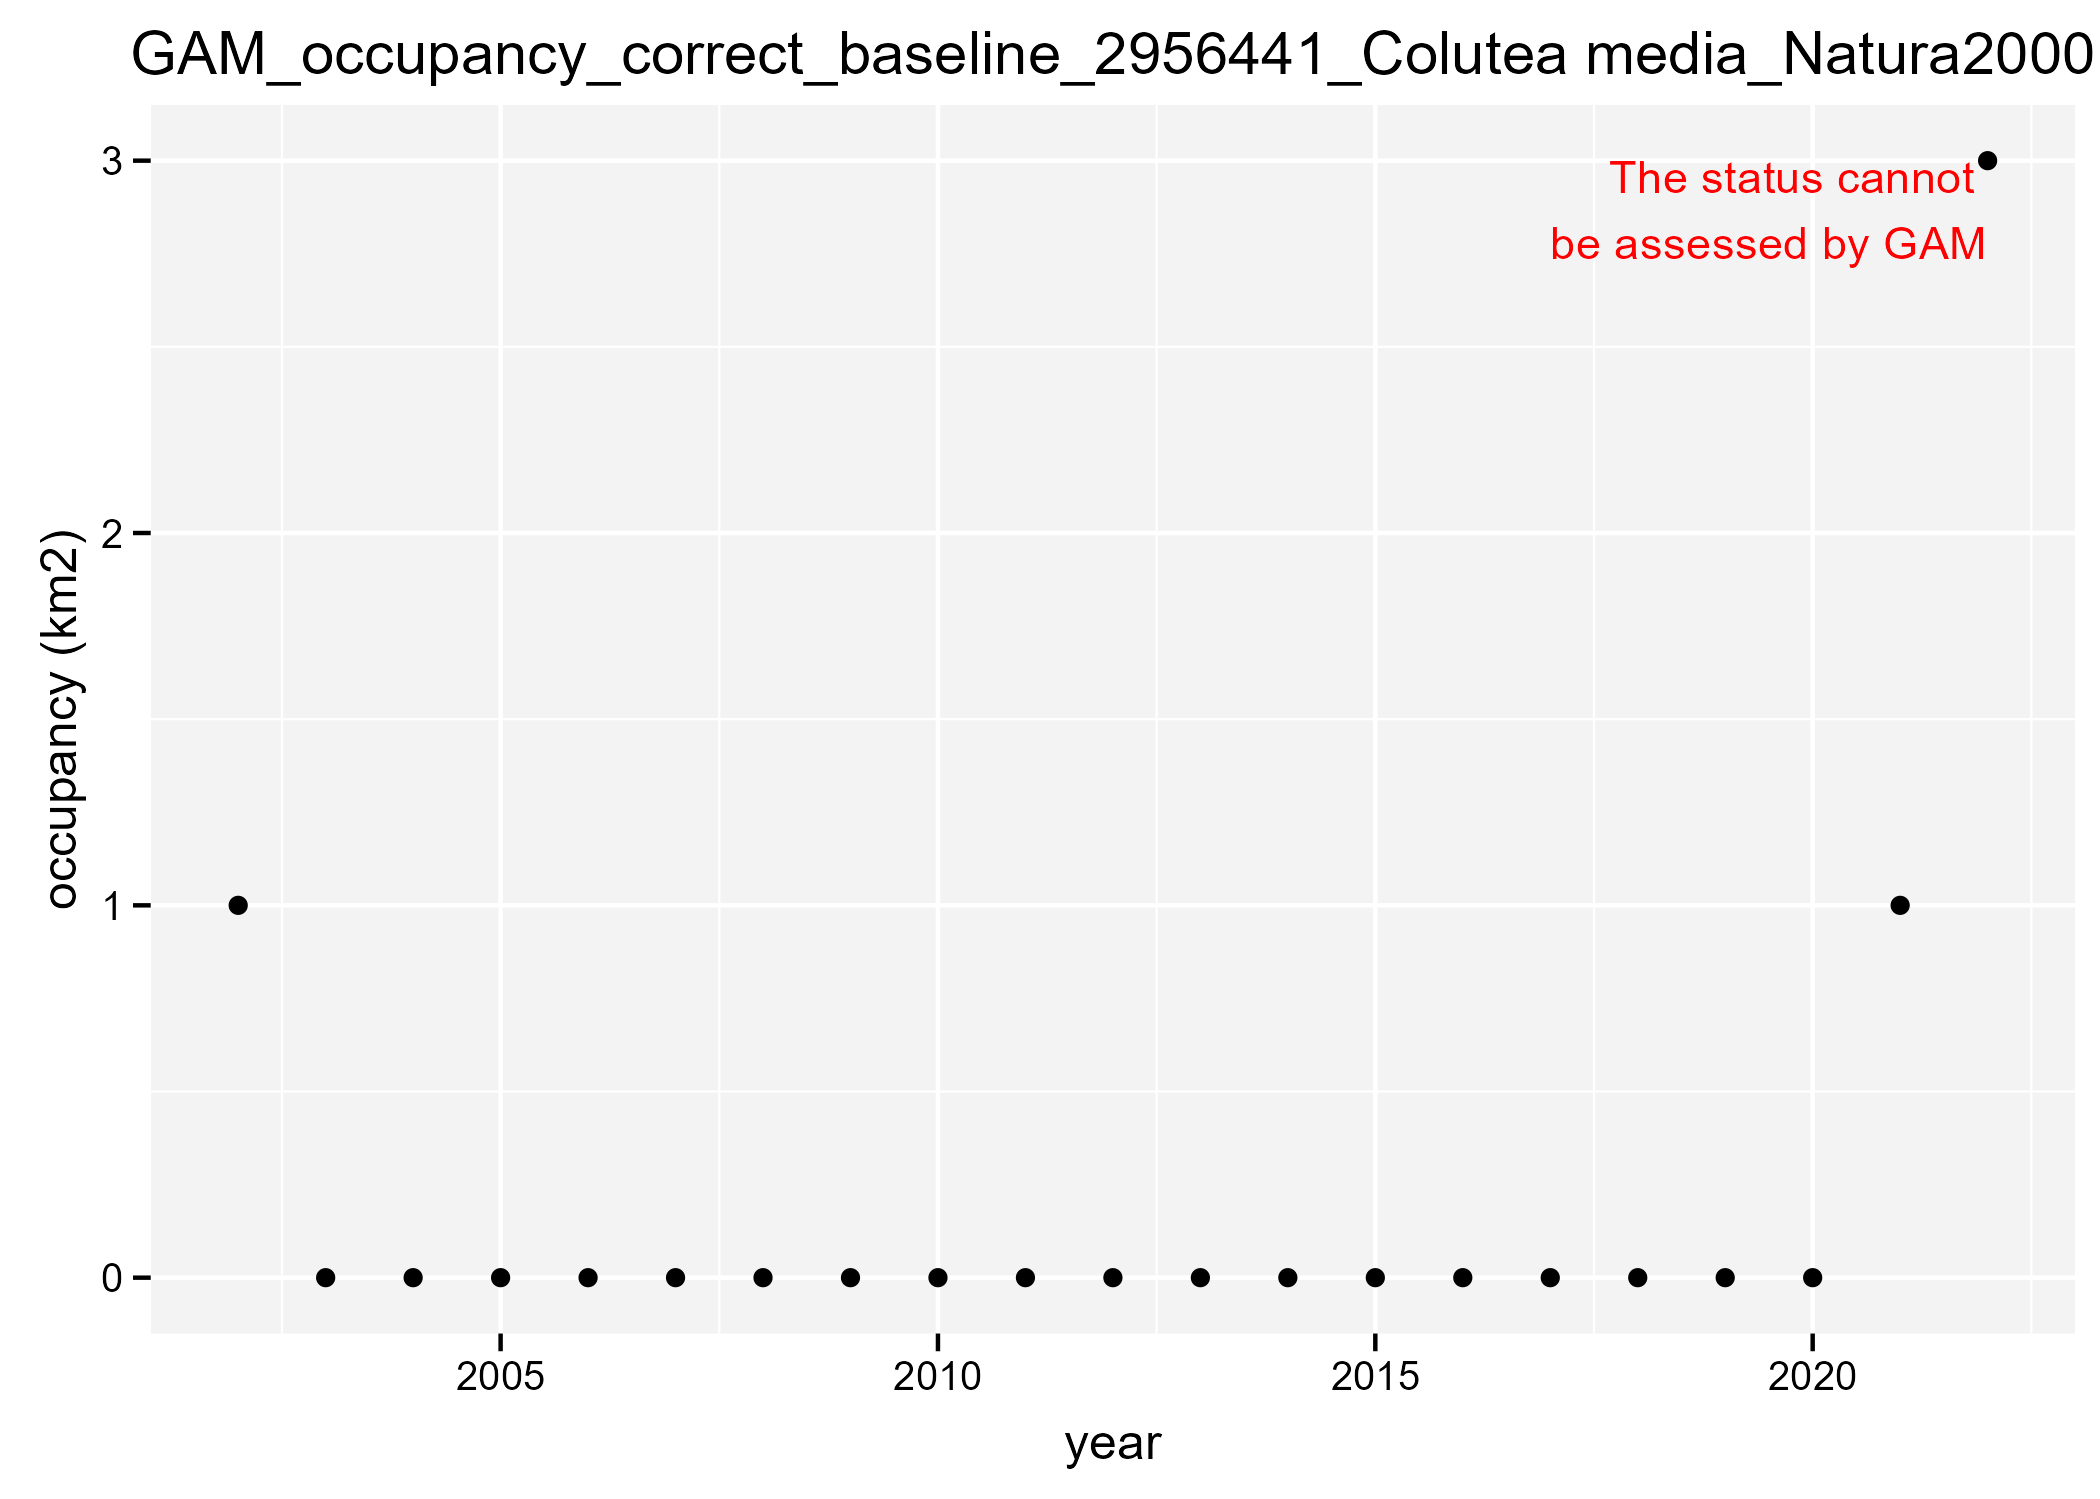 GAM_occupancy_correct_baseline_2956441_Colutea media_Natura2000
3
The status cannot
be assessed by GAM
2
occupancy (km2)
1
0
2005 2010 2015 2020
year